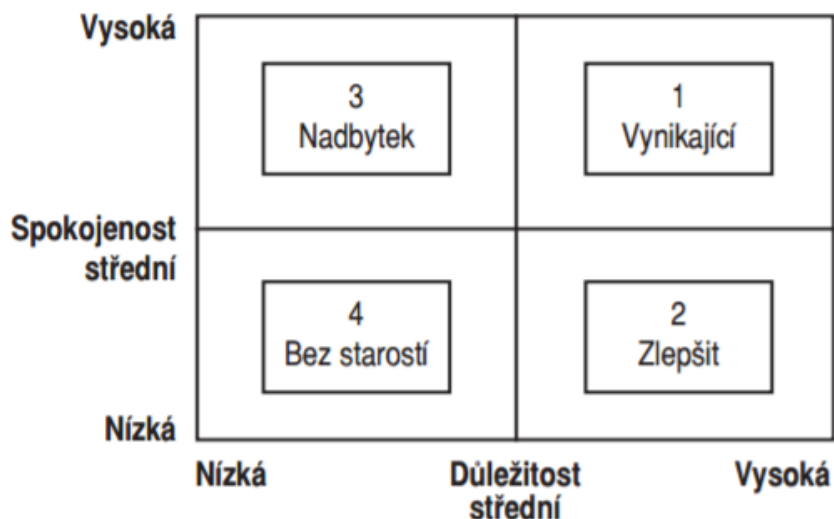 Vysoká
3
Nadbytek
1
Vynikající
Spokojenost
střední
4
Bez starostí
2
Zlepšit
Nízká
Nízká
Důležitost
střední
Vysoká